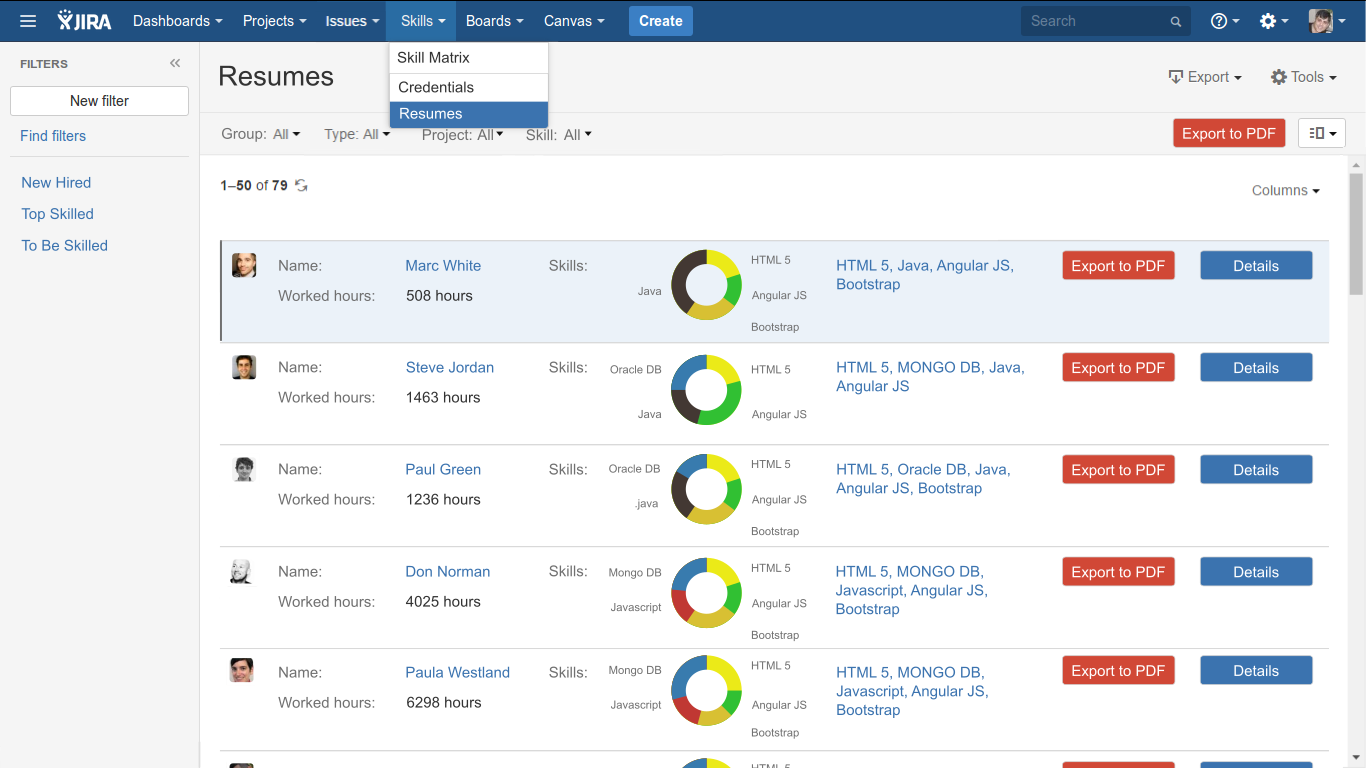 JIRA Dashboards Projects Issues Skills Boards Canvas Create Search
FILTERS
New filter
Find filters
New Hired
Top Skilled
To Be Skilled
Skill Matrix
Credentials
Resumes
Resumes
Export Tools
Group: All Type: All Project: All Skill: All Export to PDF
1–50 of 79
Columns
Name: Marc White Skills:
Worked hours: 508 hours
Java
HTML 5
Angular JS
Bootstrap
HTML 5, Java, Angular JS,
Bootstrap
Export to PDF Details
Name: Steve Jordan Skills:
Worked hours: 1463 hours
Oracle DB
Java
HTML 5
Angular JS
HTML 5, MONGO DB, Java,
Angular JS
Export to PDF Details
Name: Paul Green Skills:
Worked hours: 1236 hours
Oracle DB
.java
HTML 5
Angular JS
Bootstrap
HTML 5, Oracle DB, Java,
Angular JS, Bootstrap
Export to PDF Details
Name: Don Norman Skills:
Worked hours: 4025 hours
Mongo DB
Javascript
HTML 5
Angular JS
Bootstrap
HTML 5, MONGO DB,
Javascript, Angular JS,
Bootstrap
Export to PDF Details
Name: Paula Westland Skills:
Worked hours: 6298 hours
Mongo DB
Javascript
HTML 5
Angular JS
Bootstrap
HTML 5, MONGO DB,
Javascript, Angular JS,
Bootstrap
Export to PDF Details